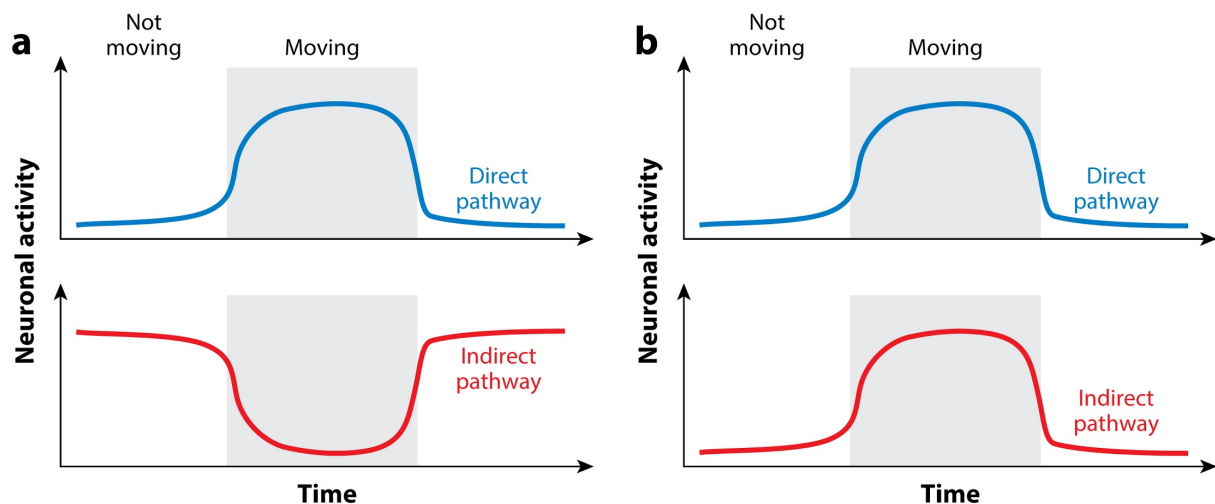 a
Not
moving
Moving
Neuronal activity
Direct
pathway
Indirect
pathway
Time
b
Not
moving
Moving
Neuronal activity
Direct
pathway
Indirect
pathway
Time